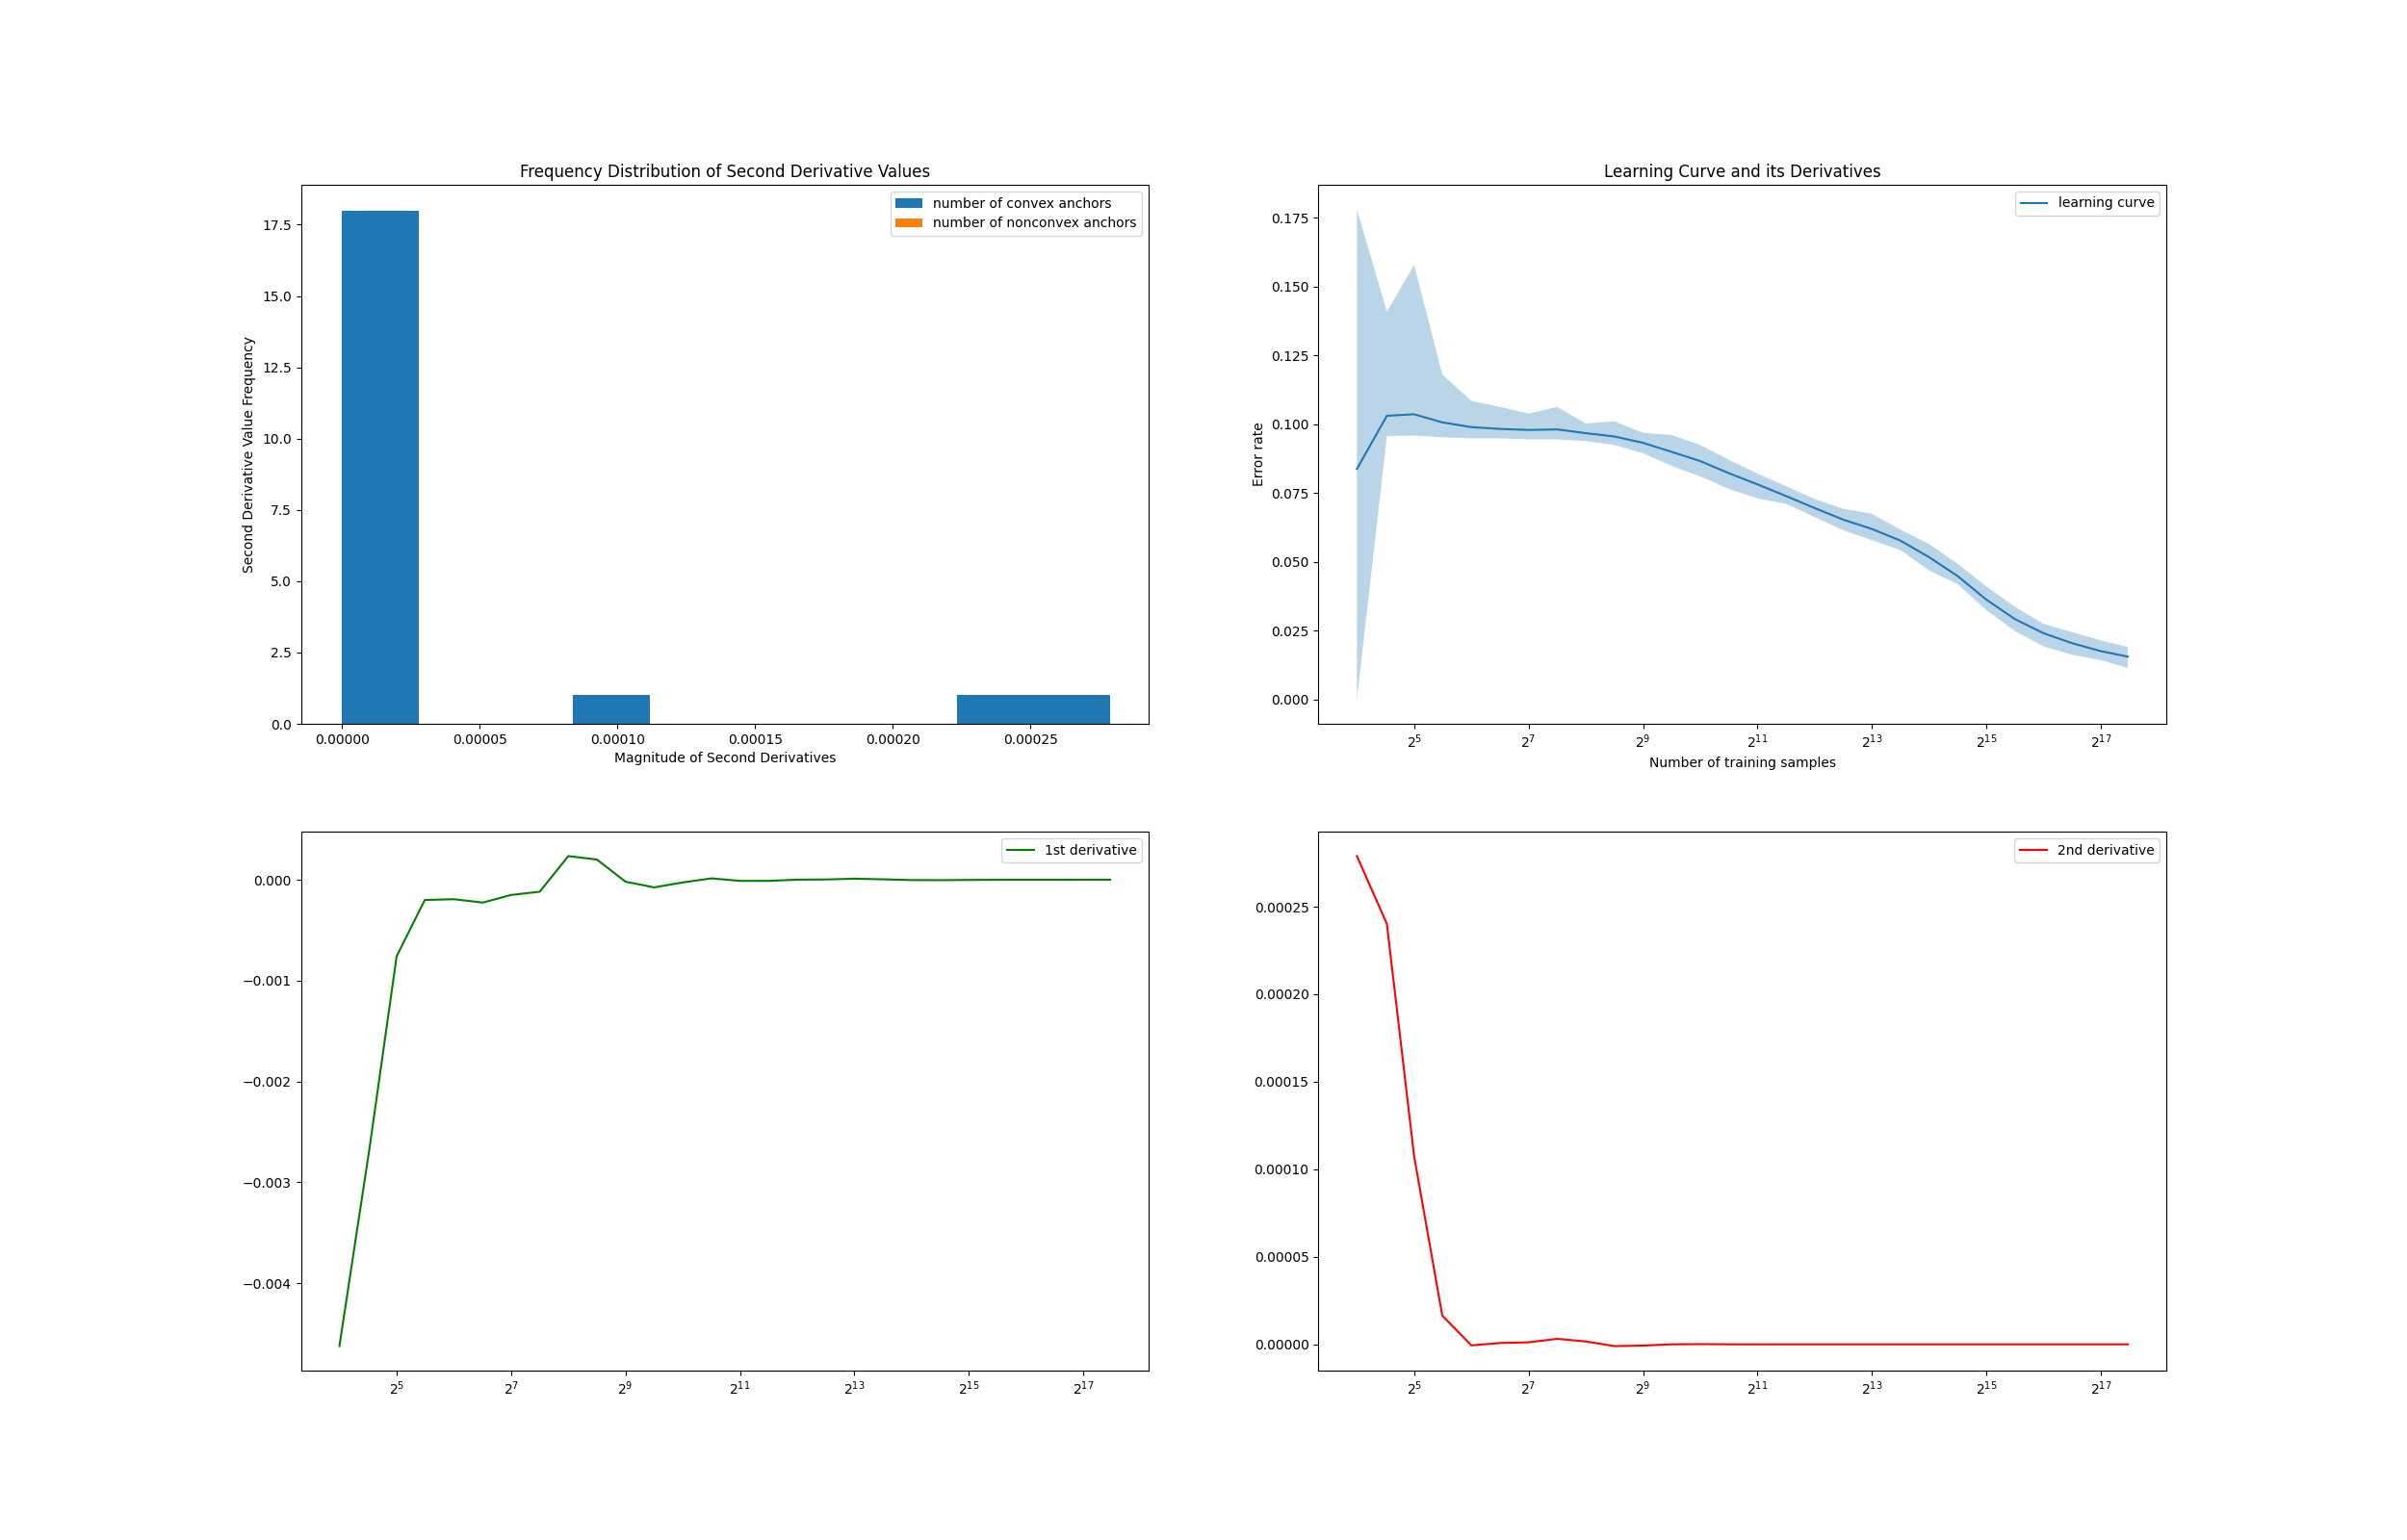 Frequency Distribution of Second Derivative Values
number of convex anchors
number of nonconvex anchors
17.5
15.0
12.5
10.0
7.5
5.0
2.5
0.0
Second Derivative Value Frequency
0.00000 0.00005 0.00010 0.00015 0.00020 0.00025
Magnitude of Second Derivatives
Learning Curve and its Derivatives
learning curve
0.175
0.150
0.125
0.100
0.075
0.050
0.025
0.000
Error rate
2^5 2^7 2^9 2^11 2^13 2^15 2^17
Number of training samples
1st derivative
0.000
−0.001
−0.002
−0.003
−0.004
2^5 2^7 2^9 2^11 2^13 2^15 2^17
2nd derivative
0.00025
0.00020
0.00015
0.00010
0.00005
0.00000
2^5 2^7 2^9 2^11 2^13 2^15 2^17